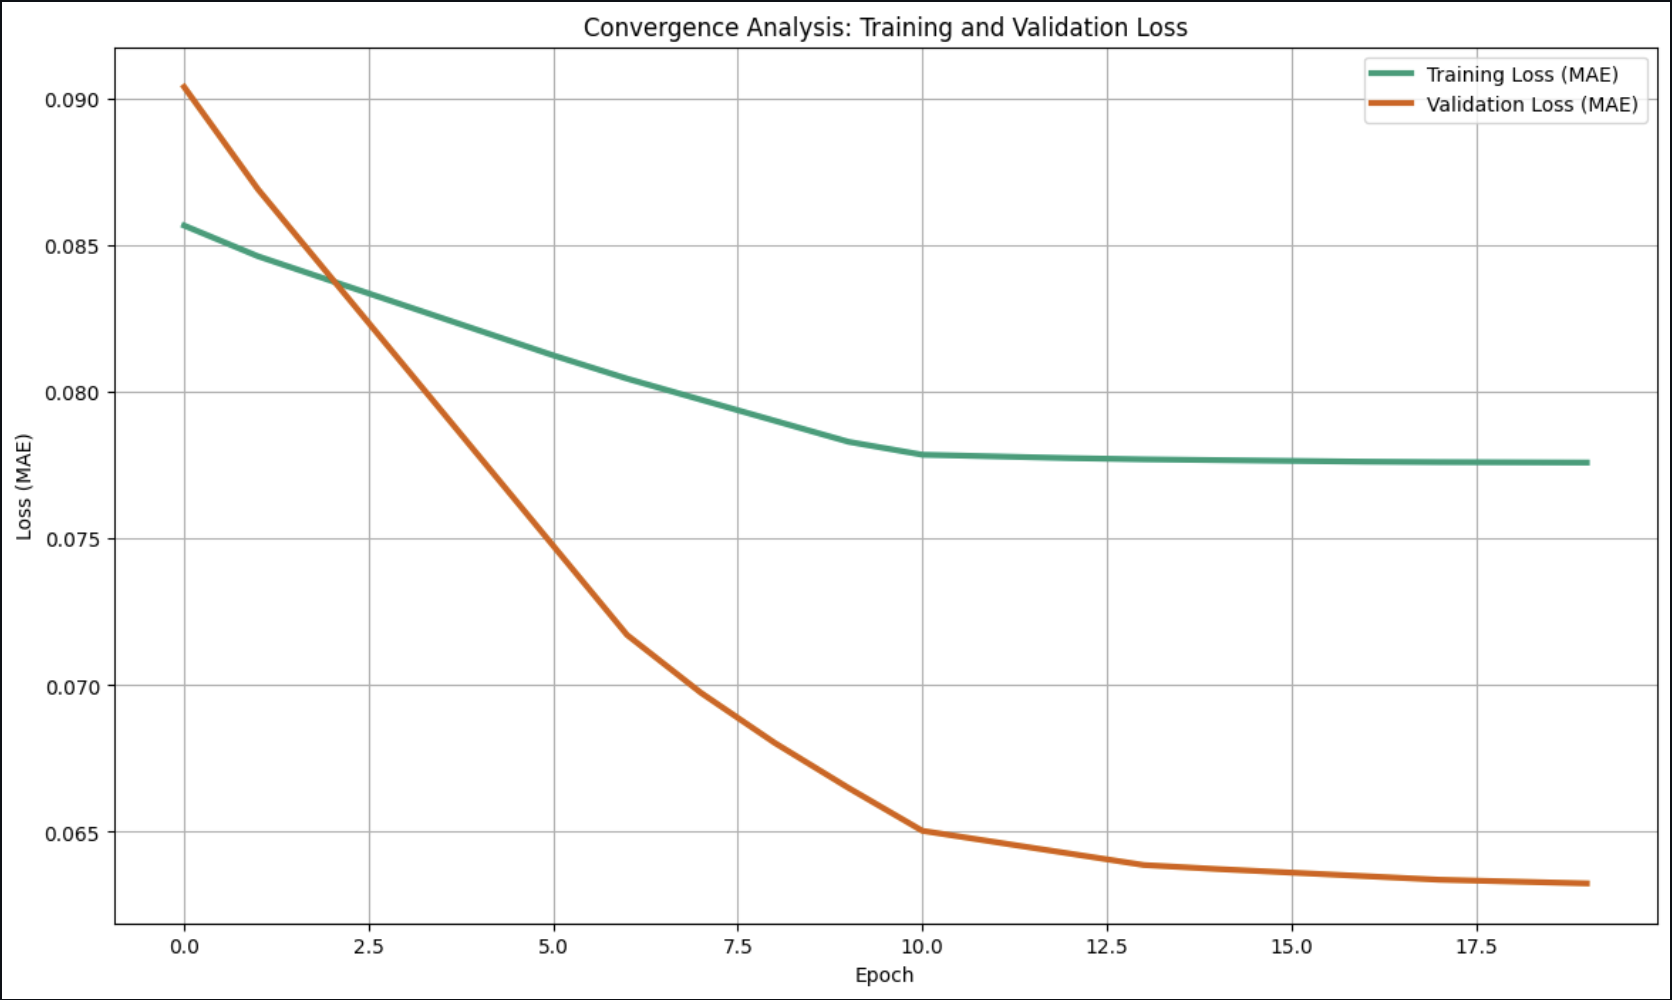 Convergence Analysis: Training and Validation Loss
Training Loss (MAE)
Validation Loss (MAE)
0.090
0.085
0.080
0.075
0.070
0.065
Loss (MAE)
0.0 2.5 5.0 7.5 10.0 12.5 15.0 17.5
Epoch